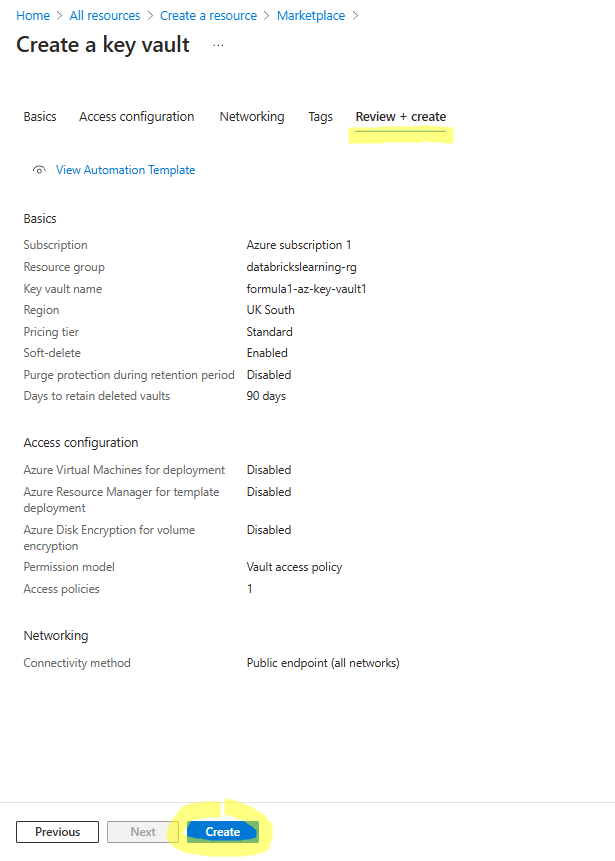 Home > All resources > Create a resource > Marketplace >
Create a key vault ...
Basics Access configuration Networking Tags Review + create
View Automation Template
Basics
Subscription Azure subscription 1
Resource group databrickslearning-rg
Key vault name formula1-az-key-vault1
Region UK South
Pricing tier Standard
Soft-delete Enabled
Purge protection during retention period Disabled
Days to retain deleted vaults 90 days
Access configuration
Azure Virtual Machines for deployment Disabled
Azure Resource Manager for template Disabled
deployment
Azure Disk Encryption for volume Disabled
encryption
Permission model Vault access policy
Access policies 1
Networking
Connectivity method Public endpoint (all networks)
Previous Next Create